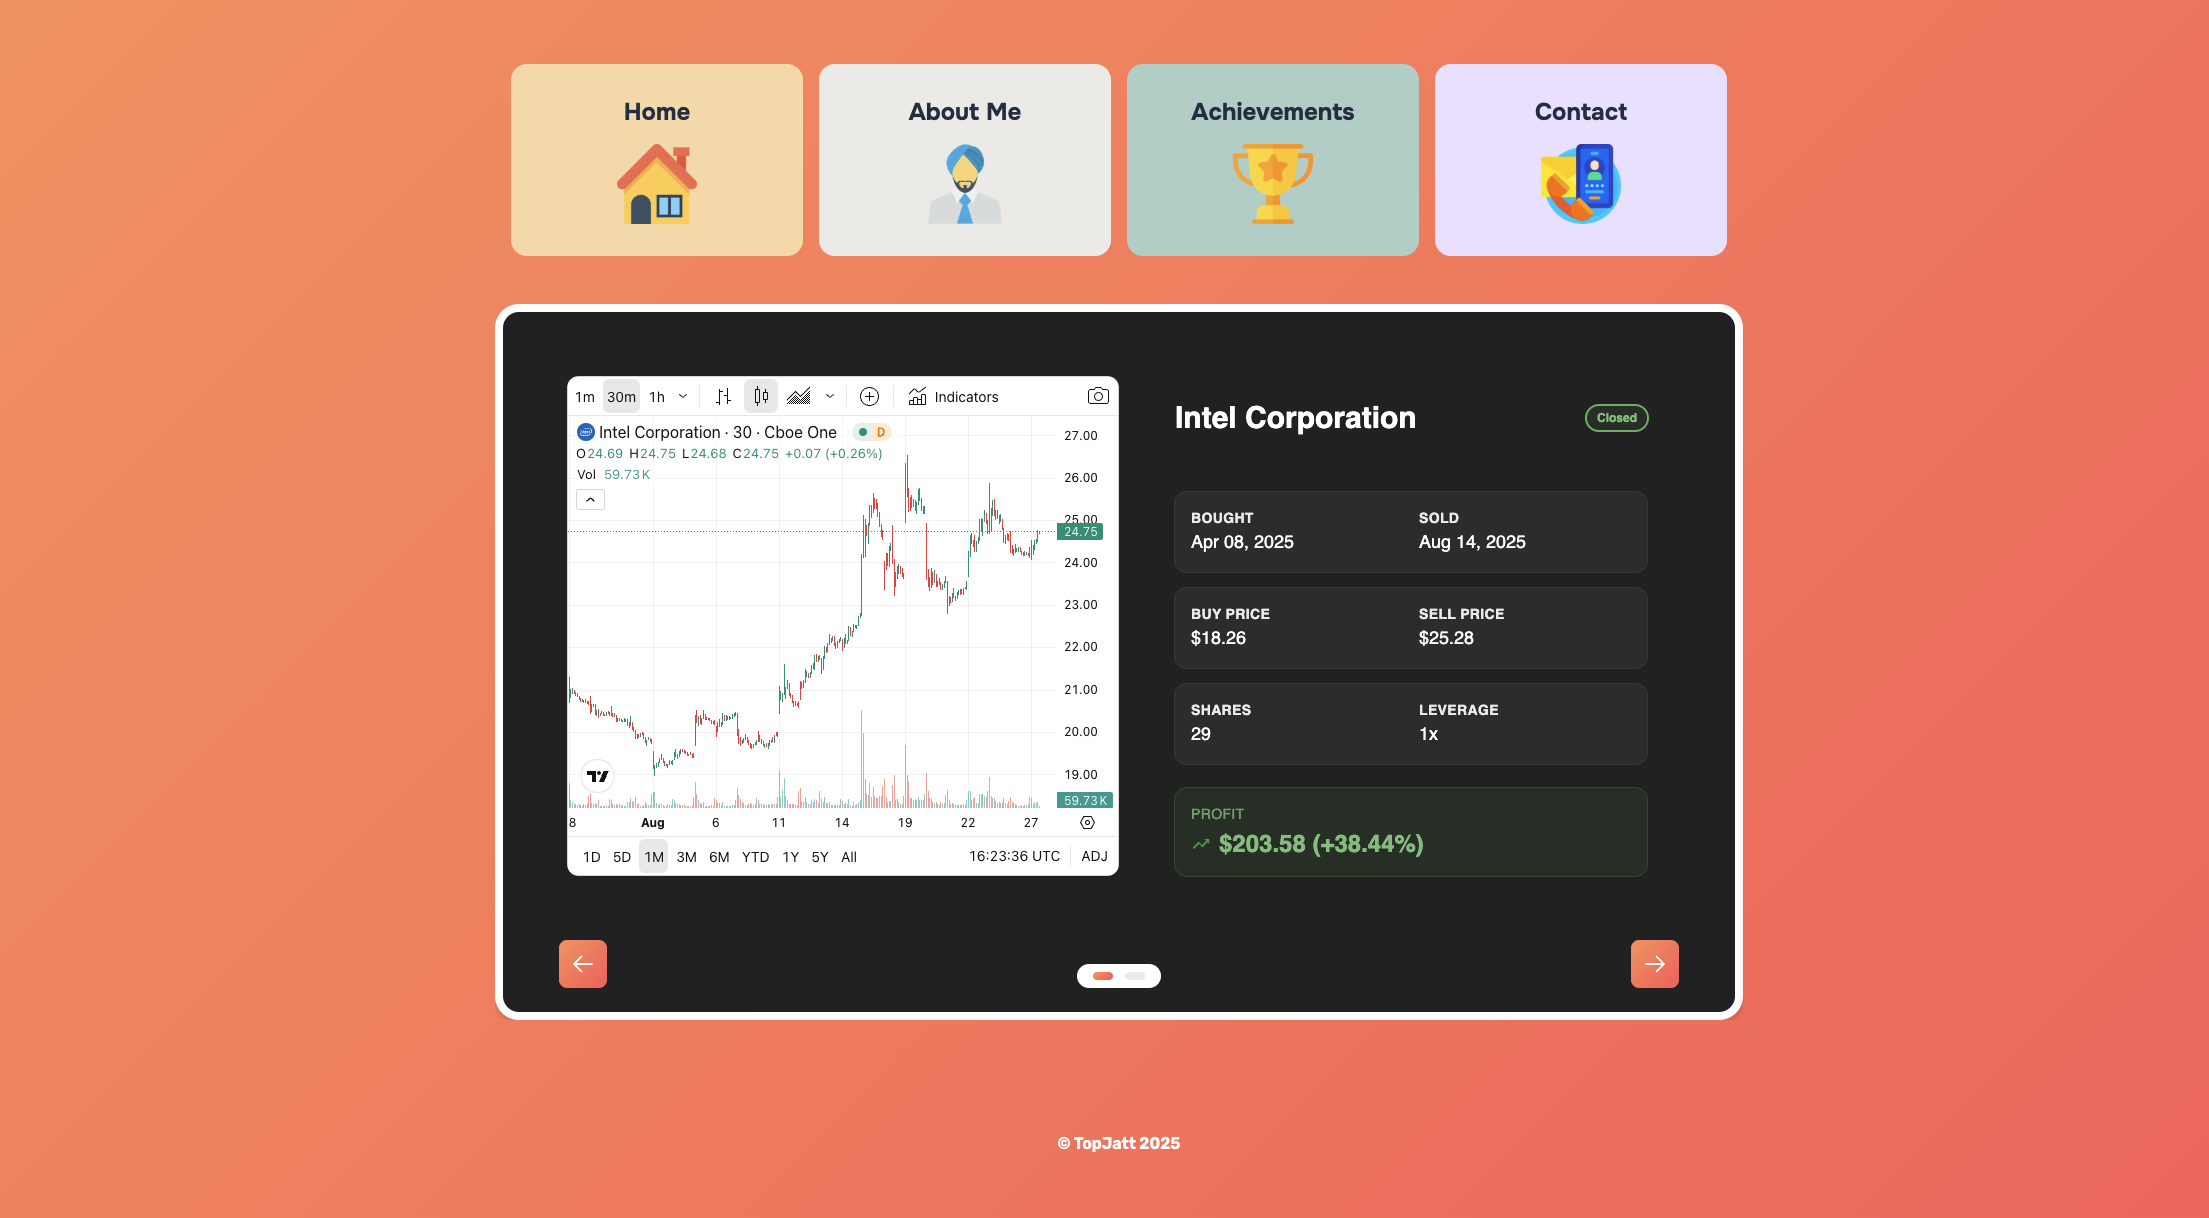 Home About Me Achievements Contact
1m 30m 1h Indicators
Intel Corporation · 30 · Cboe One D
O24.69 H24.75 L24.68 C24.75 +0.07 (+0.26%)
Vol 59.73K
27.00
26.00
25.00
24.75
24.00
23.00
22.00
21.00
20.00
19.00
59.73K
8 Aug 6 11 14 19 22 27
1D 5D 1M 3M 6M YTD 1Y 5Y All 16:23:36 UTC ADJ
Intel Corporation Closed
BOUGHT SOLD
Apr 08, 2025 Aug 14, 2025
BUY PRICE SELL PRICE
$18.26 $25.28
SHARES LEVERAGE
29 1x
PROFIT
$203.58 (+38.44%)
© TopJatt 2025